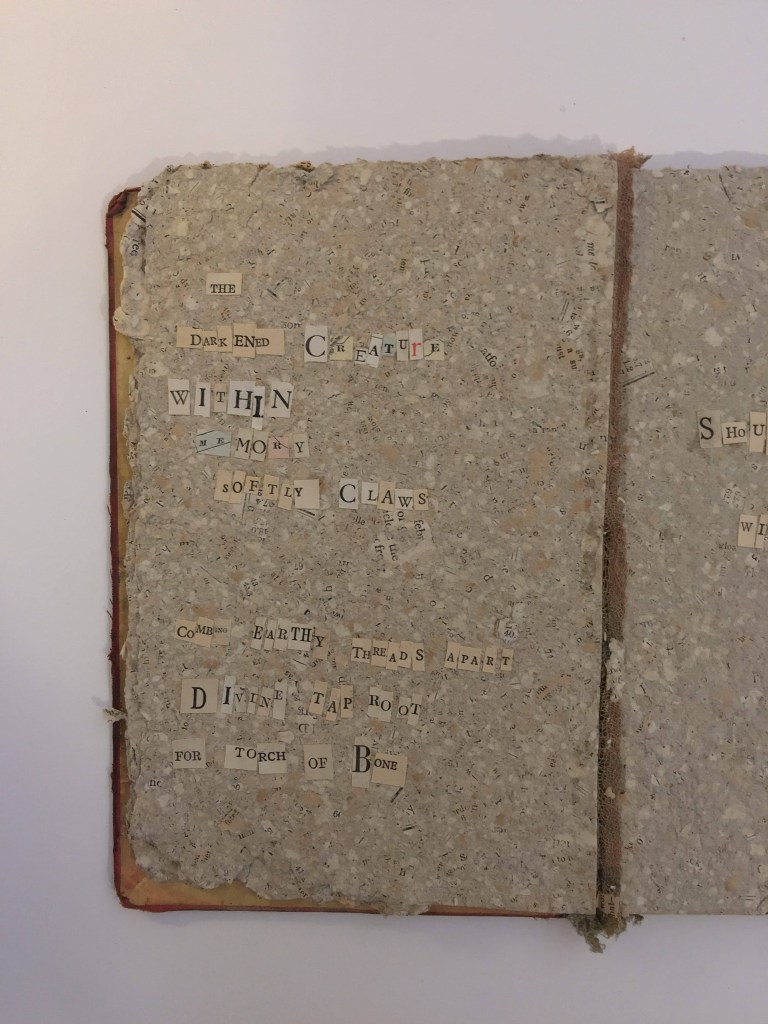 THE
DARKENED CREATURE
WITHIN
MEMORY
SOFTLY CLAWS
COMBING EARTHY THREADS APART
DIVINE TAP ROOT
FOR TORCH OF BONE
SHOU
WI